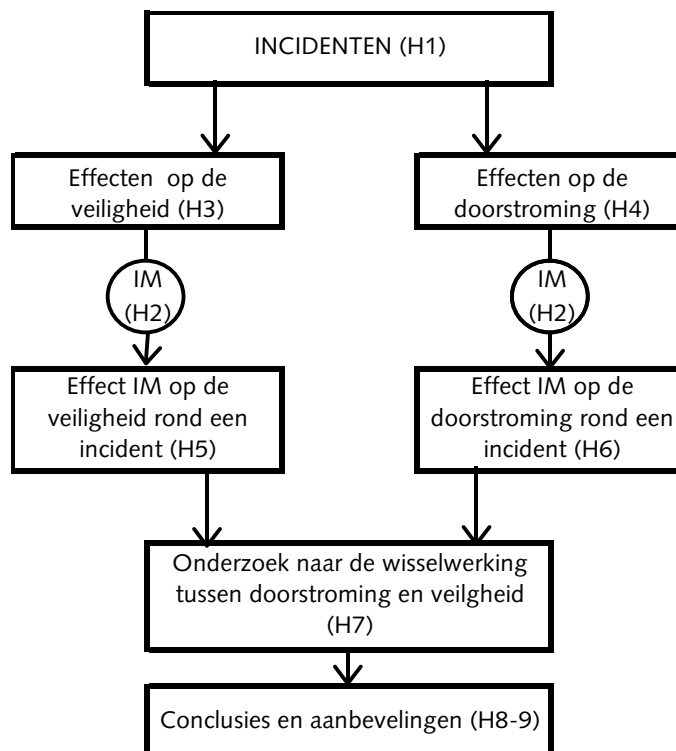 INCIDENTEN (H1)
Effecten op de
veiligheid (H3)
Effecten op de
doorstroming (H4)
IM
(H2)
IM
(H2)
Effect IM op de
veiligheid rond een
incident (H5)
Effect IM op de
doorstroming rond een
incident (H6)
Onderzoek naar de wisselwerking
tussen doorstroming en veilgheid
(H7)
Conclusies en aanbevelingen (H8-9)